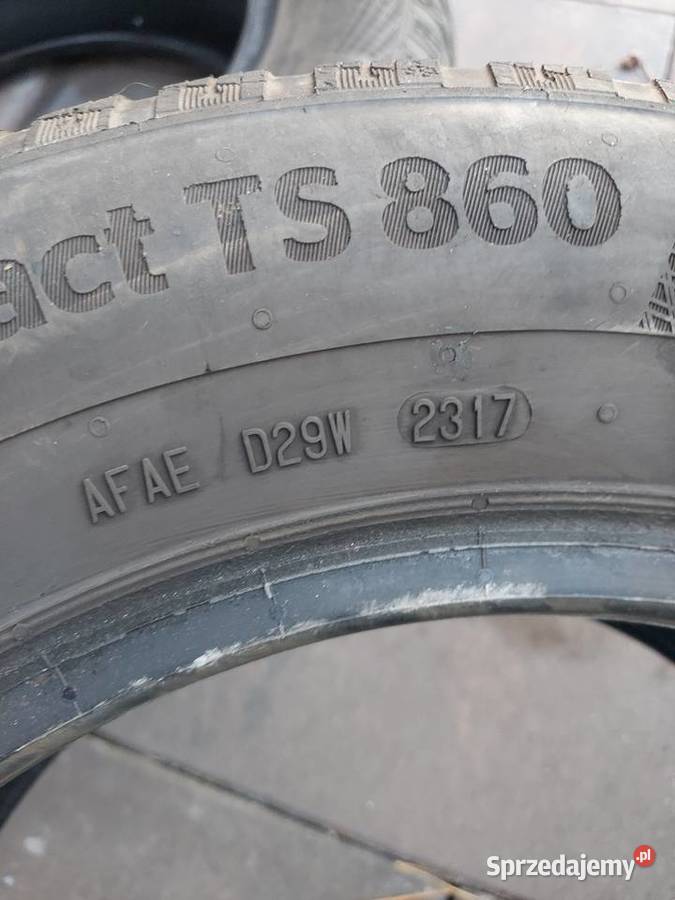 act TS 860
AFAE D29W 2317
Sprzedajemy.pl